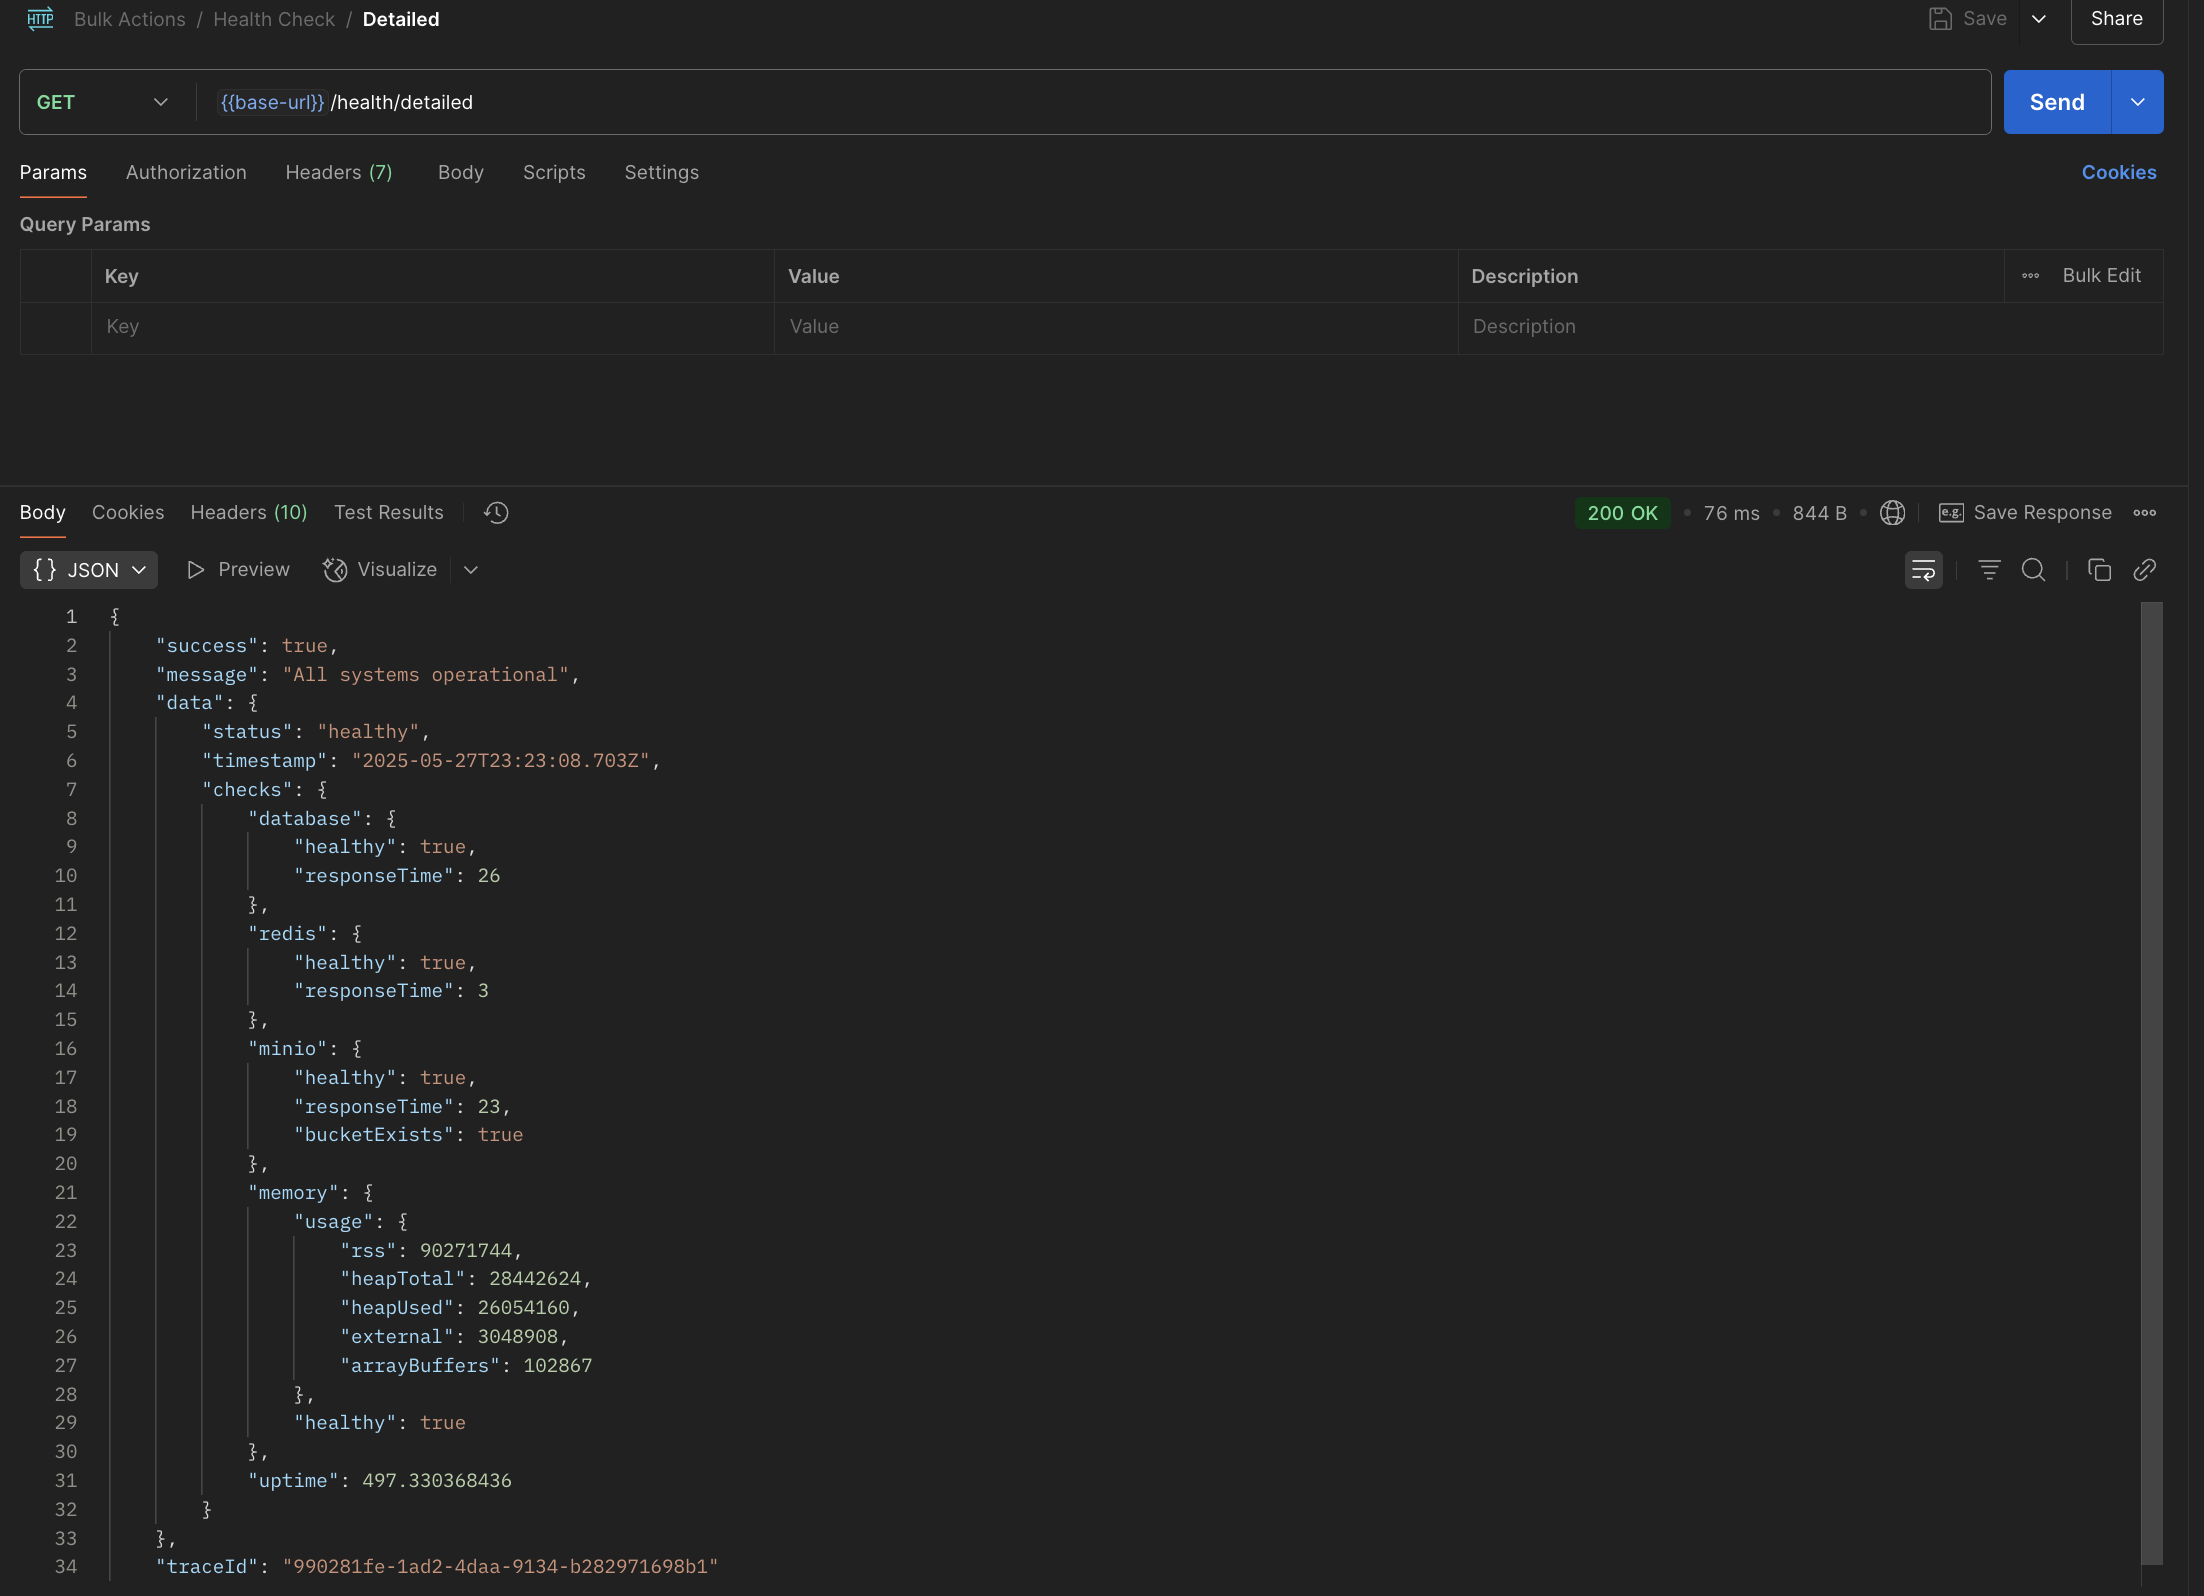 HTTP Bulk Actions / Health Check / Detailed Save Share
GET {{base-url}} /health/detailed Send
Params Authorization Headers (7) Body Scripts Settings Cookies
Query Params
Key Value Description Bulk Edit
Key Value Description
Body Cookies Headers (10) Test Results 200 OK • 76 ms • 844 B • e.g. Save Response
{} JSON Preview Visualize
1 {
2 "success": true,
3 "message": "All systems operational",
4 "data": {
5 "status": "healthy",
6 "timestamp": "2025-05-27T23:23:08.703Z",
7 "checks": {
8 "database": {
9 "healthy": true,
10 "responseTime": 26
11 },
12 "redis": {
13 "healthy": true,
14 "responseTime": 3
15 },
16 "minio": {
17 "healthy": true,
18 "responseTime": 23,
19 "bucketExists": true
20 },
21 "memory": {
22 "usage": {
23 "rss": 90271744,
24 "heapTotal": 28442624,
25 "heapUsed": 26054160,
26 "external": 3048908,
27 "arrayBuffers": 102867
28 },
29 "healthy": true
30 },
31 "uptime": 497.330368436
32 }
33 },
34 "traceId": "990281fe-1ad2-4daa-9134-b282971698b1"